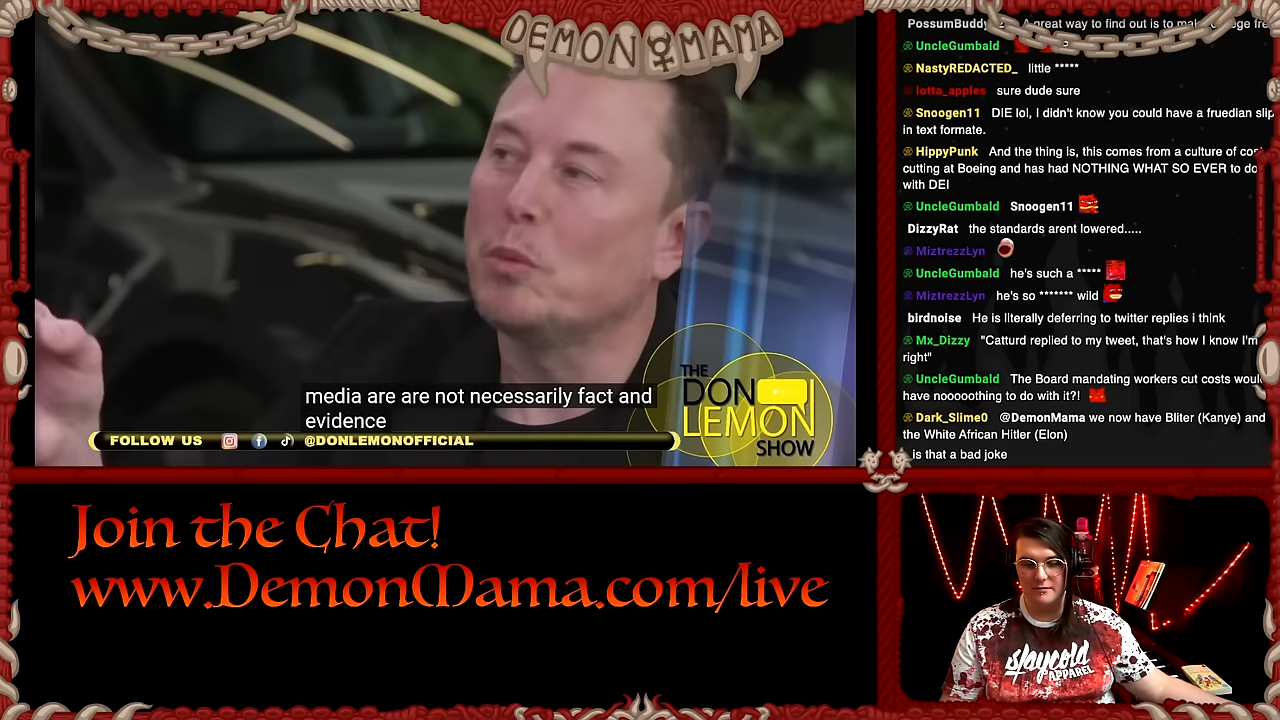 DEMON MAMA
media are are not necessarily fact and
evidence
FOLLOW US @DONLEMONOFFICIAL
THE
DON
LEMON
SHOW
PossumBuddy A great way to find out is to make college fre
UncleGumbald
NastyREDACTED_ little *****
lotta_apples sure dude sure
Snoogen11 DIE lol, I didn't know you could have a fruedian slip
in text formate.
HippyPunk And the thing is, this comes from a culture of
cutting at Boeing and has had NOTHING WHAT SO EVER to do
with DEI
UncleGumbald Snoogen11
DizzyRat the standards arent lowered.....
MiztrezzLyn
UncleGumbald he's such a *****
MiztrezzLyn he's so ******* wild
birdnoise He is literally deferring to twitter replies i think
Mx_Dizzy "Catturd replied to my tweet, that's how I know I'm
right"
UncleGumbald The Board mandating workers cut costs would
have nooooothing to do with it?!
Dark_Slime0 @DemonMama we now have Bliter (Kanye) and
the White African Hitler (Elon)
is that a bad joke
Join the Chat!
www.DemonMama.com/live
staycold
APPAREL